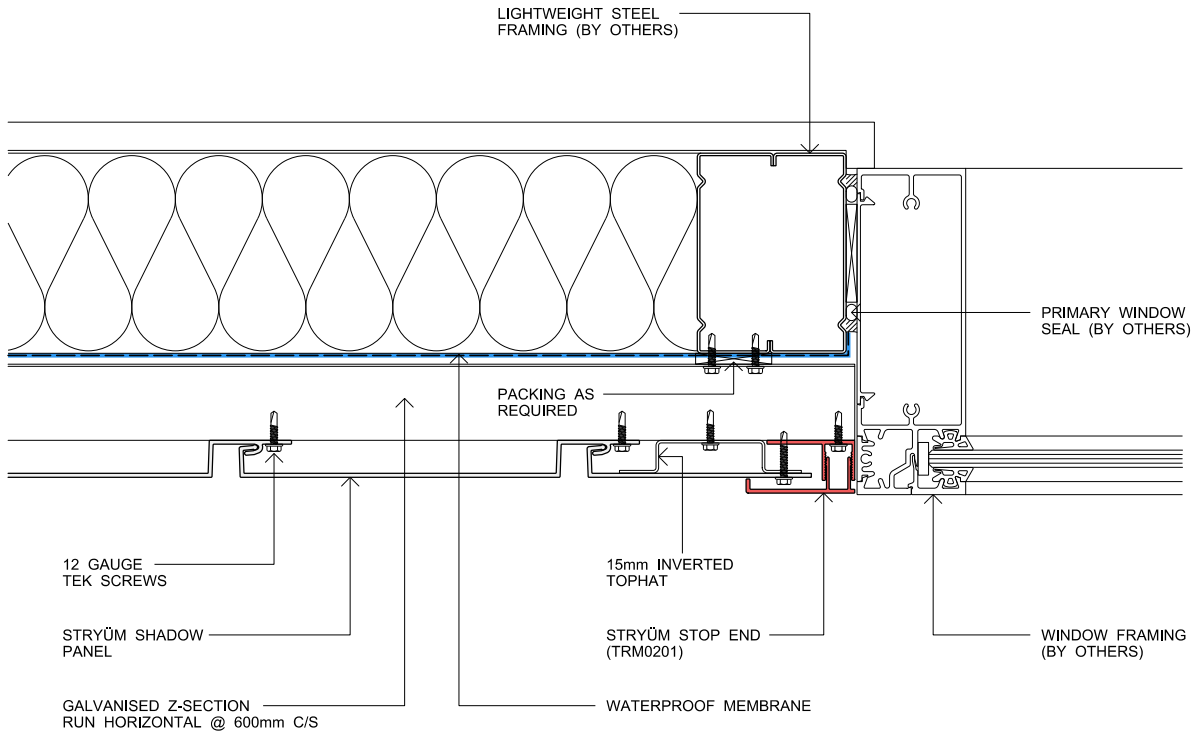 LIGHTWEIGHT STEEL
FRAMING (BY OTHERS)
PRIMARY WINDOW
SEAL (BY OTHERS)
PACKING AS
REQUIRED
12 GAUGE
TEK SCREWS
15mm INVERTED
TOPHAT
STRYÜM SHADOW
PANEL
STRYÜM STOP END
(TRM0201)
WINDOW FRAMING
(BY OTHERS)
GALVANISED Z-SECTION
RUN HORIZONTAL @ 600mm C/S
WATERPROOF MEMBRANE